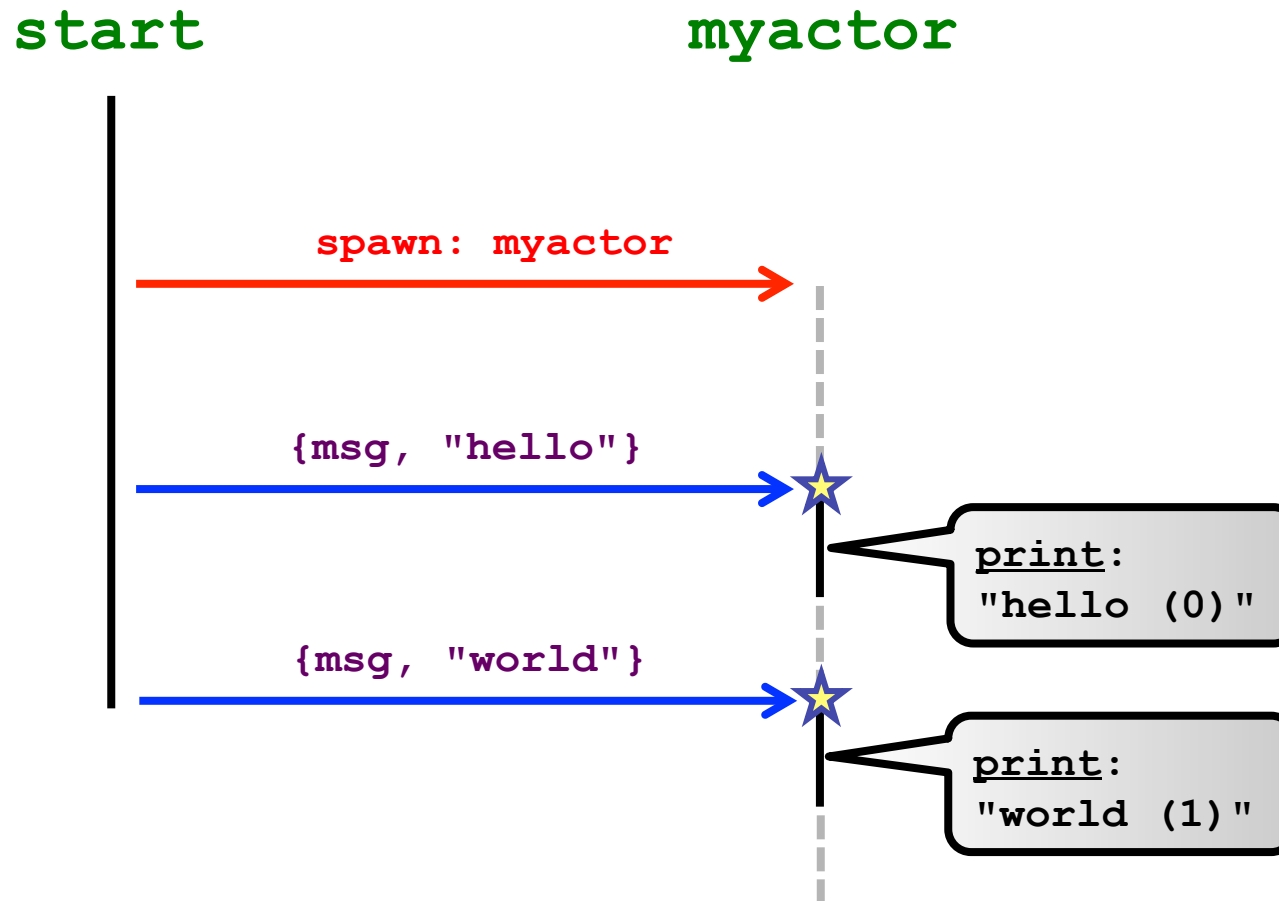 start
myactor
spawn: myactor
{msg, "hello"}
print:
"hello (0)"
{msg, "world"}
print:
"world (1)"